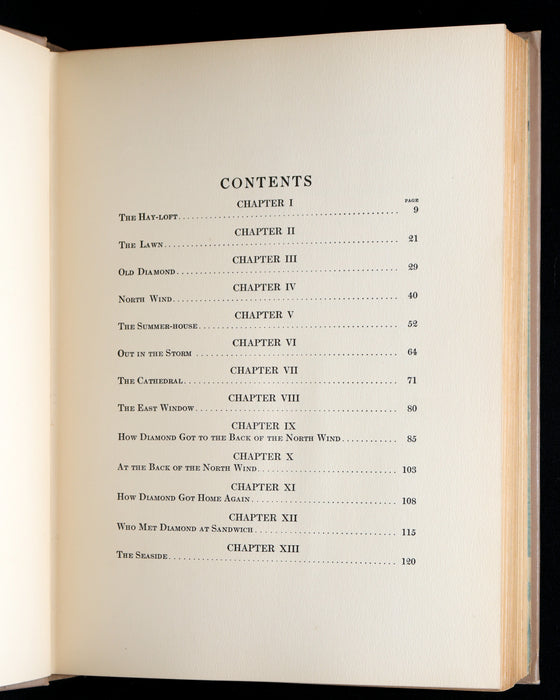 CONTENTS
CHAPTER I
PAGE
The Hay-loft........................................................ 9
CHAPTER II
The Lawn............................................................ 21
CHAPTER III
Old Diamond........................................................ 29
CHAPTER IV
North Wind......................................................... 40
CHAPTER V
The Summer-house................................................... 52
CHAPTER VI
Out in the Storm................................................... 64
CHAPTER VII
The Cathedral...................................................... 71
CHAPTER VIII
The East Window.................................................... 80
CHAPTER IX
How Diamond Got to the Back of the North Wind............ 85
CHAPTER X
At the Back of the North Wind............................. 103
CHAPTER XI
How Diamond Got Home Again............................... 108
CHAPTER XII
Who Met Diamond at Sandwich.............................. 115
CHAPTER XIII
The Seaside........................................................ 120